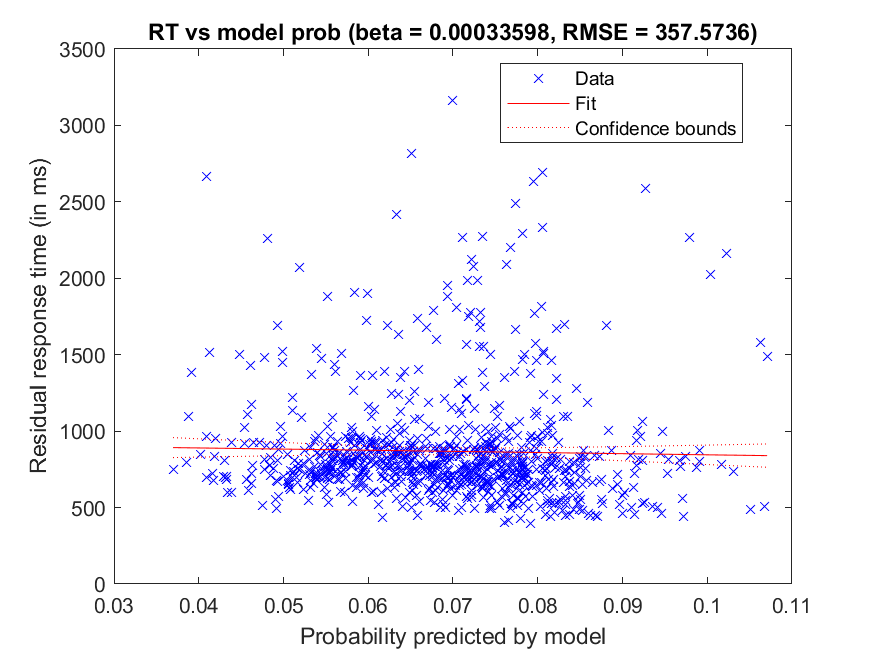 RT vs model prob (beta = 0.00033598, RMSE = 357.5736)
3500
3000
2500
2000
1500
1000
500
0
Residual response time (in ms)
Data
Fit
Confidence bounds
0.03 0.04 0.05 0.06 0.07 0.08 0.09 0.1 0.11
Probability predicted by model